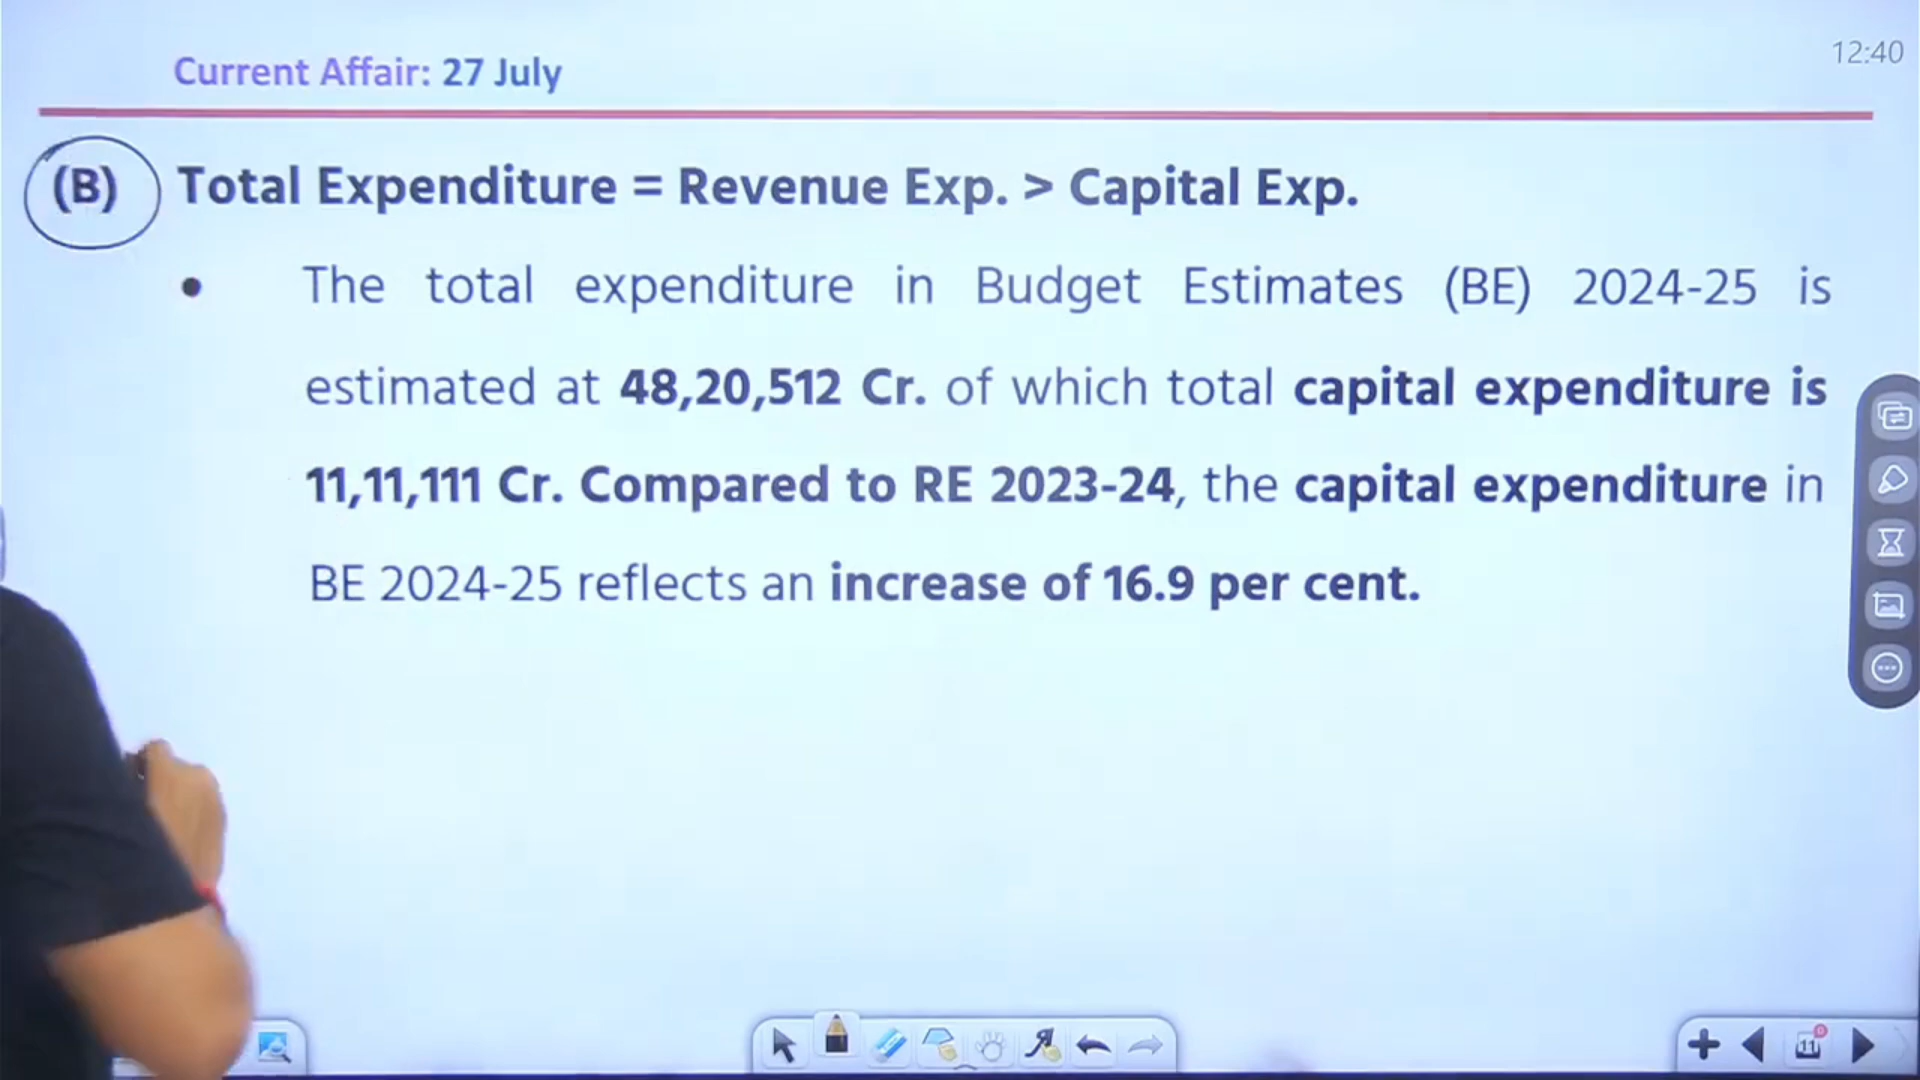 12:40
Current Affair: 27 July
(B) Total Expenditure = Revenue Exp. > Capital Exp.
• The total expenditure in Budget Estimates (BE) 2024-25 is
estimated at 48,20,512 Cr. of which total capital expenditure is
11,11,111 Cr. Compared to RE 2023-24, the capital expenditure in
BE 2024-25 reflects an increase of 16.9 per cent.
11